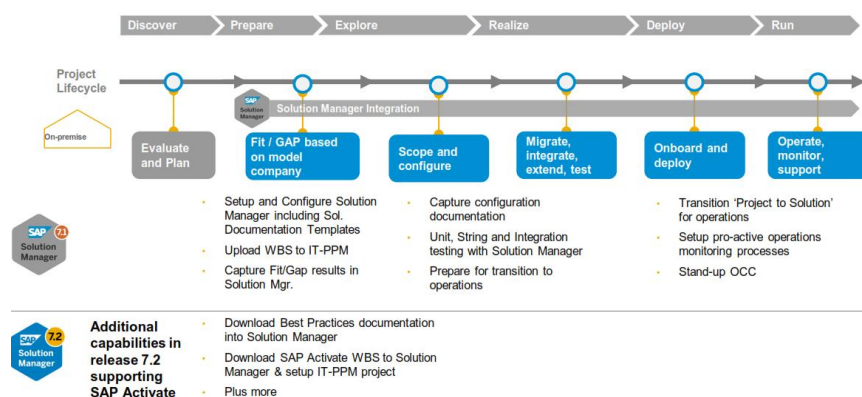 Discover Prepare Explore Realize Deploy Run
Project
Lifecycle
SAP
Solution
Manager
Solution Manager Integration
On-premise
Evaluate
and Plan
Fit / GAP based
on model
company
Scope and
configure
Migrate,
integrate,
extend, test
Onboard and
deploy
Operate,
monitor,
support
SAP 7.1
Solution
Manager
• Setup and Configure Solution
Manager including Sol.
Documentation Templates
• Upload WBS to IT-PPM
• Capture Fit/Gap results in
Solution Mgr.
• Capture configuration
documentation
• Unit, String and Integration
testing with Solution Manager
• Prepare for transition to
operations
• Transition ‘Project to Solution’
for operations
• Setup pro-active operations
monitoring processes
• Stand-up OCC
SAP 7.2
Solution
Manager
Additional
capabilities in
release 7.2
supporting
SAP Activate
• Download Best Practices documentation
into Solution Manager
• Download SAP Activate WBS to Solution
Manager & setup IT-PPM project
• Plus more